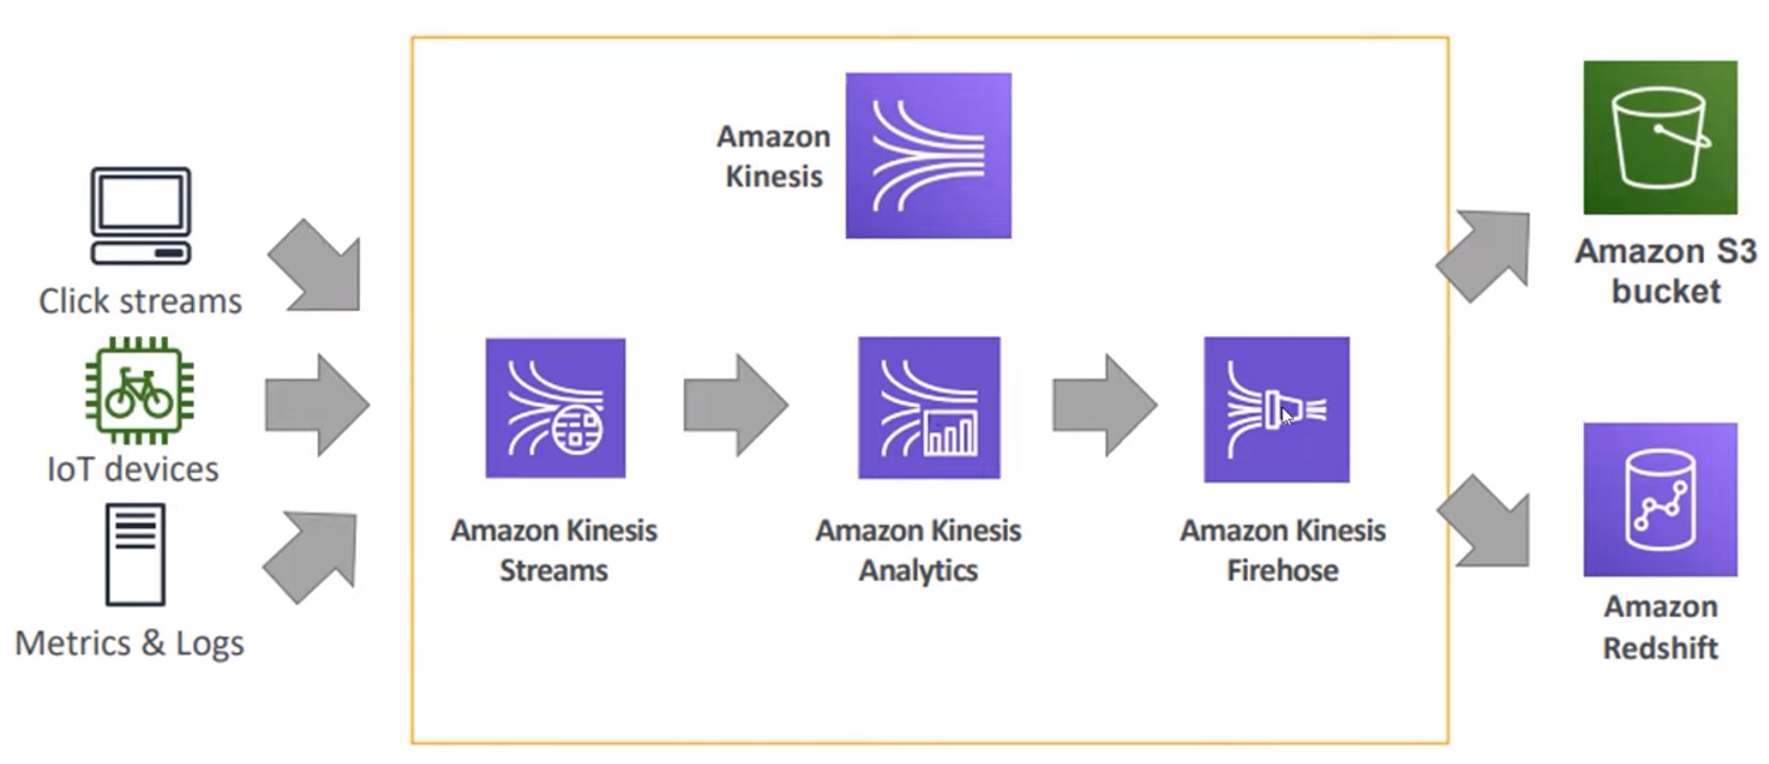 Amazon
Kinesis
Click streams
IoT devices
Metrics & Logs
Amazon Kinesis
Streams
Amazon Kinesis
Analytics
Amazon Kinesis
Firehose
Amazon S3
bucket
Amazon
Redshift